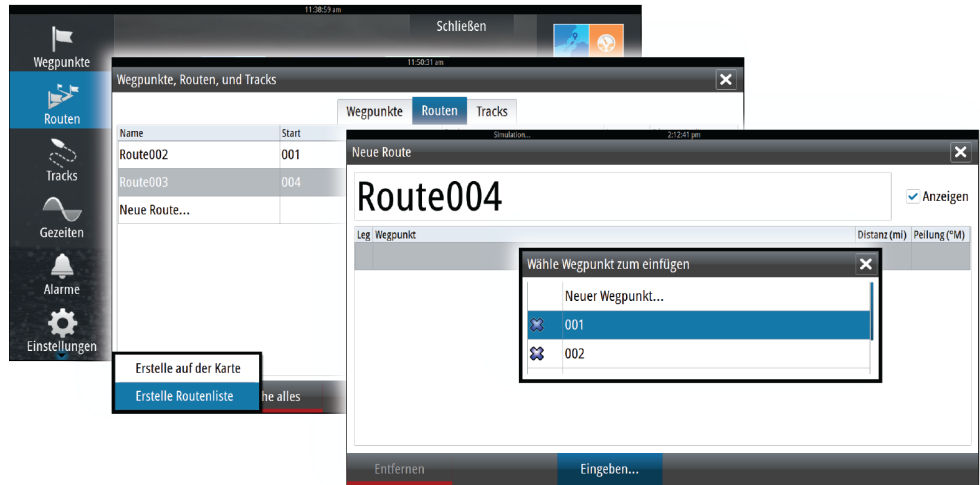 11:38:59 am
Schließen
Wegpunkte
Routen
Tracks
Gezeiten
Alarme
Einstellungen
11:50:31 am
Wegpunkte, Routen, und Tracks
Wegpunkte Routen Tracks
Name Start
Route002 001
Route003 004
Neue Route...
Erstelle auf der Karte
Erstelle Routenliste
he alles
Simulation... 2:12:41 pm
Neue Route
Route004
Anzeigen
Leg Wegpunkt Distanz (mi) Peilung (°M)
Wähle Wegpunkt zum einfügen
Neuer Wegpunkt...
001
002
Entfernen Eingeben...